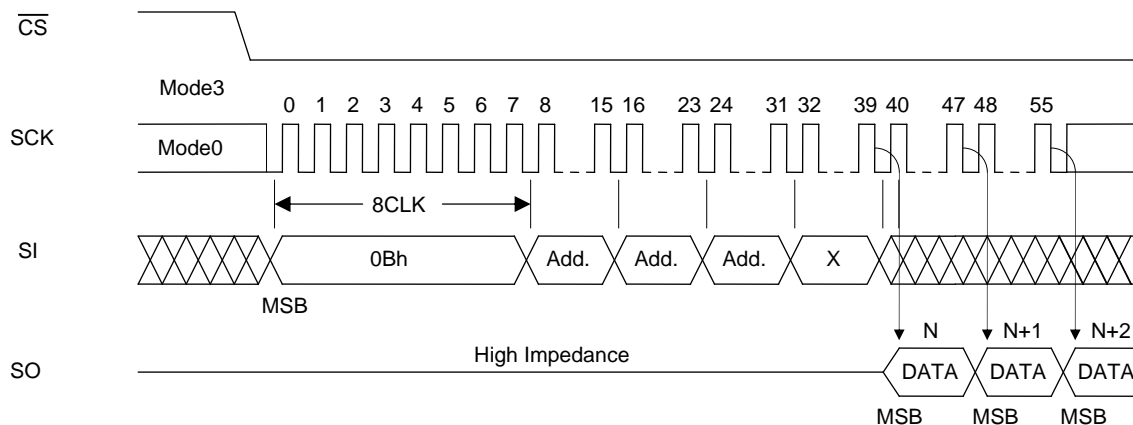 CS
Mode3
0 1 2 3 4 5 6 7 8 15 16 23 24 31 32 39 40 47 48 55
SCK
Mode0
8CLK
SI
0Bh Add. Add. Add. X
MSB
N N+1 N+2
High Impedance
SO
DATA DATA DATA
MSB MSB MSB